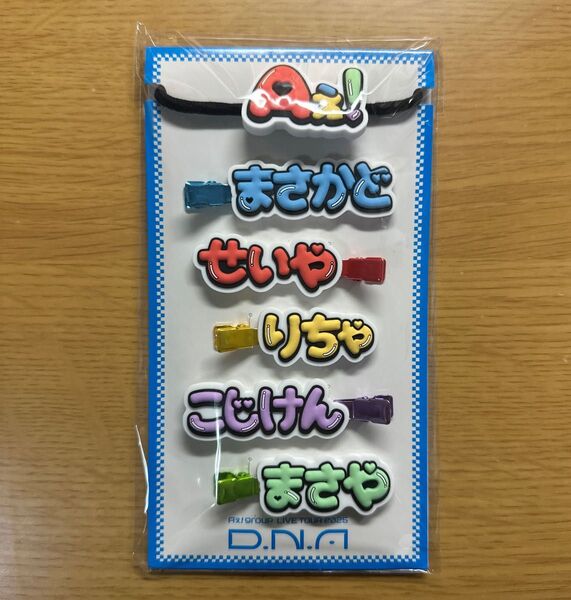 Aぇ!
まさかど
せいや
りちゃ
こじけん
まさや
Aぇ! group LIVE TOUR 2025
D.N.A